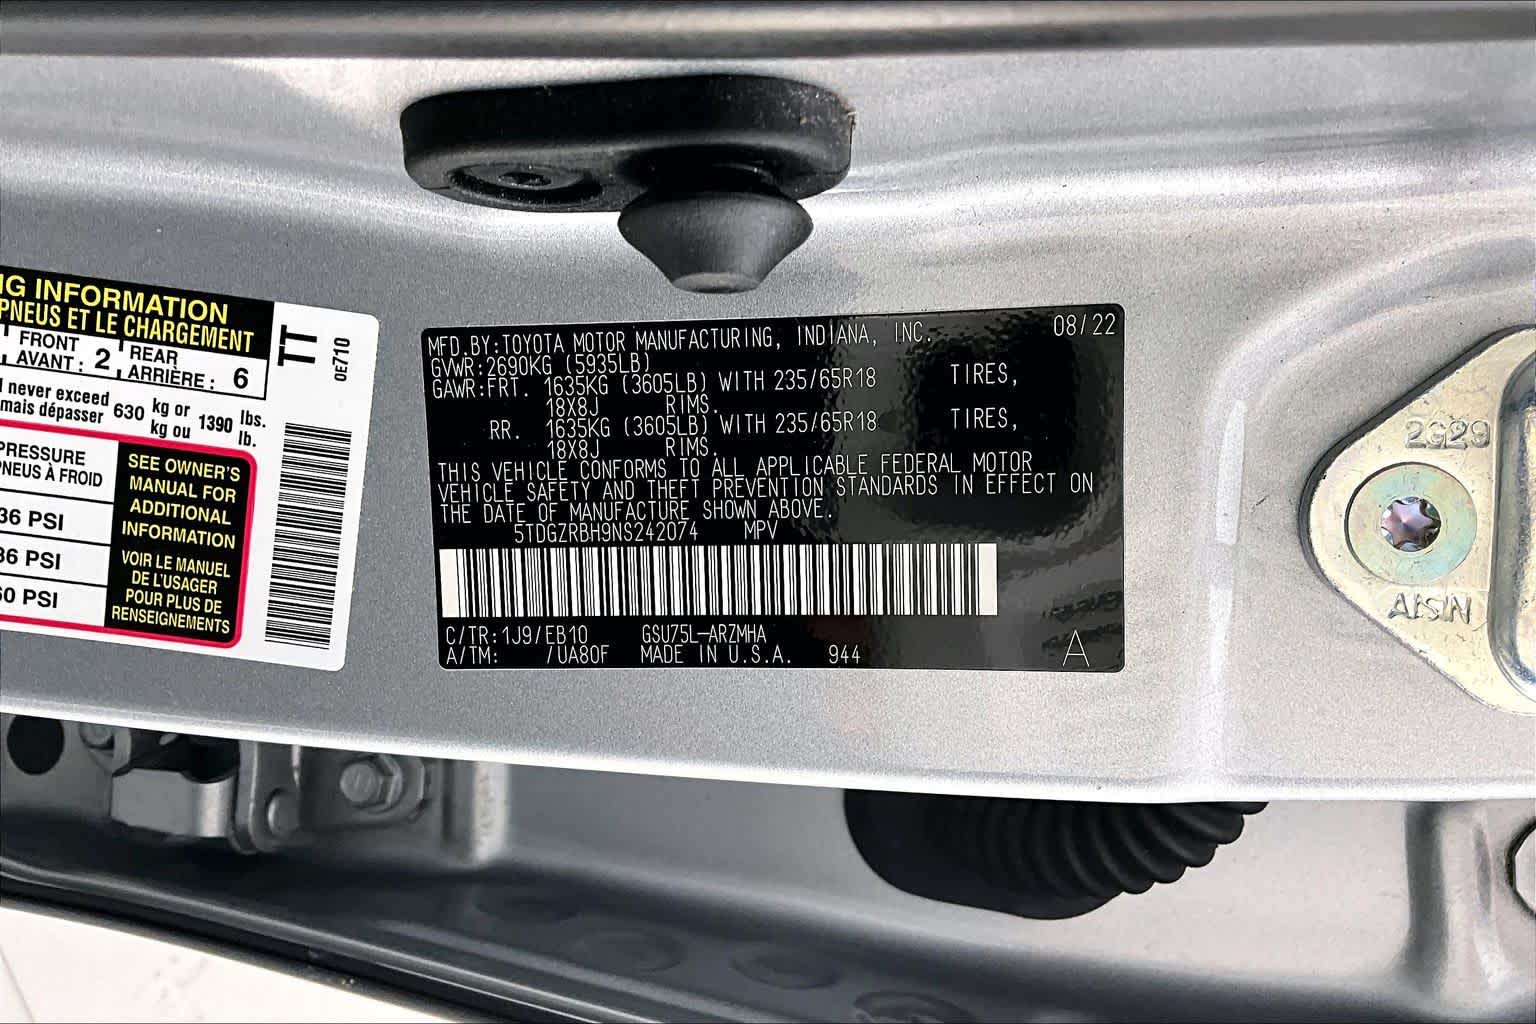 NG INFORMATION
PNEUS ET LE CHARGEMENT
FRONT
AVANT : 2
REAR
ARRIÈRE : 6
never exceed
mais dépasser
630
kg or
kg ou
1390
lbs.
lb.
PRESSURE
PNEUS À FROID
36 PSI
36 PSI
60 PSI
SEE OWNER'S
MANUAL FOR
ADDITIONAL
INFORMATION
VOIR LE MANUEL
DE L'USAGER
POUR PLUS DE
RENSEIGNEMENTS
TT
0E710
MFD.BY:TOYOTA MOTOR MANUFACTURING, INDIANA, INC. 08/22
GVWR:2690KG (5935LB)
GAWR:FRT. 1635KG (3605LB) WITH 235/65R18 TIRES,
18X8J RIMS.
RR. 1635KG (3605LB) WITH 235/65R18 TIRES,
18X8J RIMS.
THIS VEHICLE CONFORMS TO ALL APPLICABLE FEDERAL MOTOR
VEHICLE SAFETY AND THEFT PREVENTION STANDARDS IN EFFECT ON
THE DATE OF MANUFACTURE SHOWN ABOVE.
5TDGZRBH9NS242074 MPV
C/TR:1J9/EB10 GSU75L-ARZMHA
A/TM: /UA80F MADE IN U.S.A. 944
A
2G29
AISIN